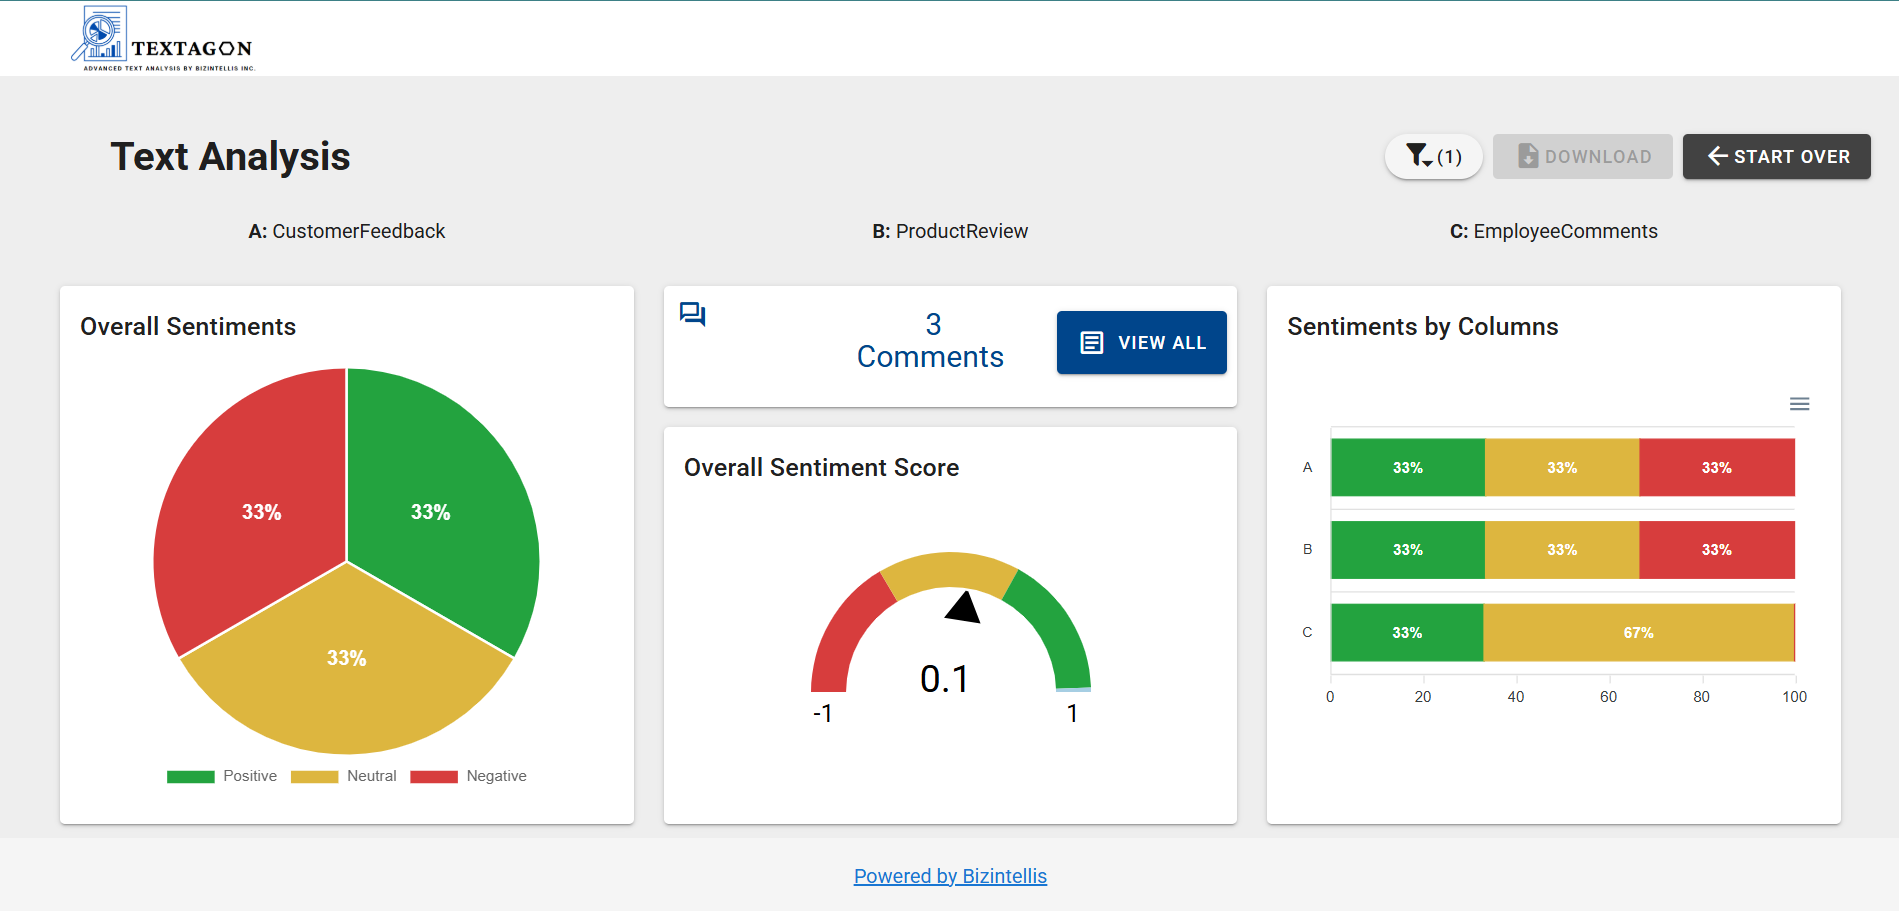 TEXTAGON
ADVANCED TEXT ANALYSIS BY BIZINTELLIS INC.
Text Analysis
(1)
DOWNLOAD
START OVER
A: CustomerFeedback
B: ProductReview
C: EmployeeComments
Overall Sentiments
33%
33%
33%
Positive
Neutral
Negative
3
Comments
VIEW ALL
Overall Sentiment Score
0.1
-1
1
Sentiments by Columns
A
33%
33%
33%
B
33%
33%
33%
C
33%
67%
0
20
40
60
80
100
Powered by Bizintellis